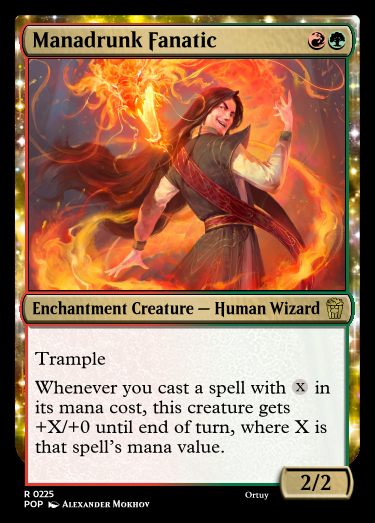 Manadrunk Fanatic
Enchantment Creature — Human Wizard
Trample
Whenever you cast a spell with X in
its mana cost, this creature gets
+X/+0 until end of turn, where X is
that spell's mana value.
2/2
R 0225
POP Alexander Mokhov
Ortuy